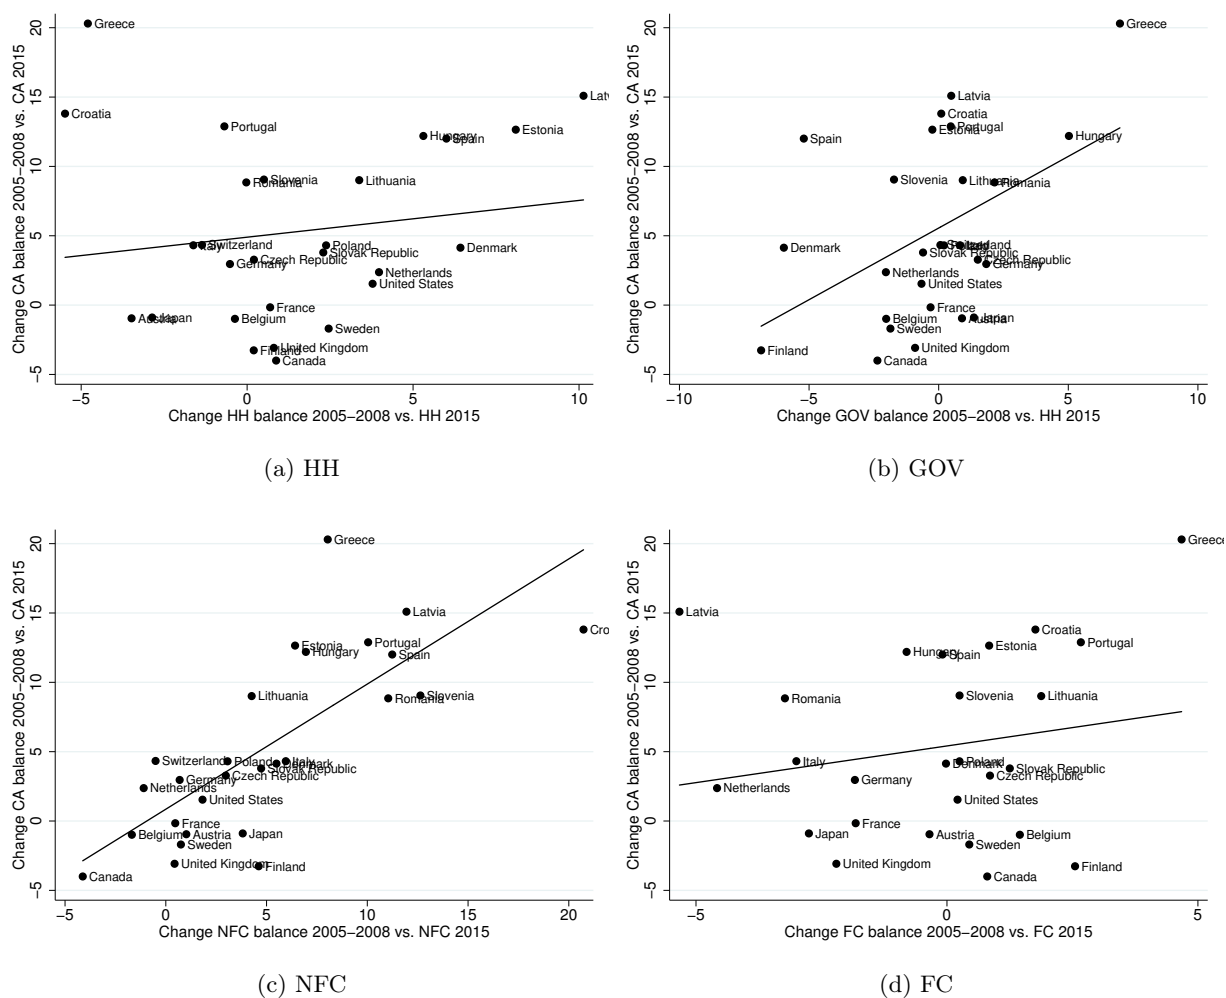 Change CA balance 2005−2008 vs. CA 2015
20
15
10
5
0
−5
Greece
Croatia
Latv
Portugal
Estonia
Hungary
Spain
Slovenia
Romania
Lithuania
Switzerland
Italy
Poland
Slovak Republic
Denmark
Czech Republic
Germany
Netherlands
United States
France
Austria
Japan
Belgium
Sweden
United Kingdom
Finland
Canada
−5
0
5
10
Change HH balance 2005−2008 vs. HH 2015
(a) HH
Change CA balance 2005−2008 vs. CA 2015
20
15
10
5
0
−5
Greece
Latvia
Croatia
Portugal
Estonia
Spain
Hungary
Slovenia
Lithuania
Romania
Denmark
Switzerland
Poland
Italy
Slovak Republic
Czech Republic
Germany
Netherlands
United States
France
Belgium
Austria
Japan
Sweden
Finland
United Kingdom
Canada
−10
−5
0
5
10
Change GOV balance 2005−2008 vs. HH 2015
(b) GOV
Change CA balance 2005−2008 vs. CA 2015
20
15
10
5
0
−5
Greece
Latvia
Cro
Estonia
Hungary
Portugal
Spain
Lithuania
Romania
Slovenia
Switzerland
Poland
Denmark
Italy
Slovak Republic
Czech Republic
Germany
Netherlands
United States
France
Belgium
Austria
Japan
Sweden
United Kingdom
Finland
Canada
−5
0
5
10
15
20
Change NFC balance 2005−2008 vs. NFC 2015
(c) NFC
Change CA balance 2005−2008 vs. CA 2015
20
15
10
5
0
−5
Greece
Latvia
Croatia
Portugal
Estonia
Hungary
Spain
Romania
Slovenia
Lithuania
Italy
Denmark
Poland
Slovak Republic
Czech Republic
Germany
Netherlands
United States
France
Japan
Austria
Belgium
Sweden
United Kingdom
Finland
Canada
−5
0
5
Change FC balance 2005−2008 vs. FC 2015
(d) FC